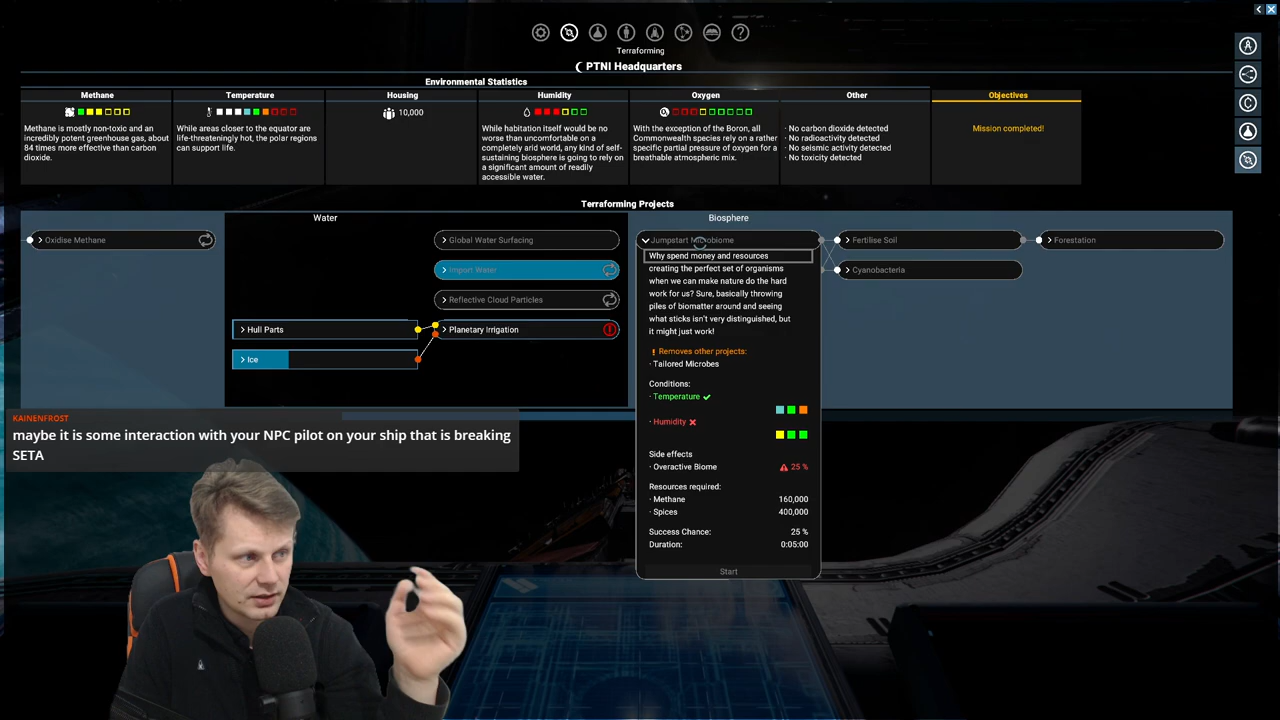 Terraforming
PTNI Headquarters
Environmental Statistics
Methane
Temperature
Housing
Humidity
Oxygen
Other
Objectives
10,000
Methane is mostly non-toxic and an
incredibly potent greenhouse gas, about
84 times more effective than carbon
dioxide.
While areas closer to the equator are
life-threateningly hot, the polar regions
can support life.
While habitation itself would be no
worse than uncomfortable on a
completely arid world, any kind of self-
sustaining biosphere is going to rely on
a significant amount of readily
accessible water.
With the exception of the Boron, all
Commonwealth species rely on a rather
specific partial pressure of oxygen for a
breathable atmospheric mix.
· No carbon dioxide detected
· No radioactivity detected
· No seismic activity detected
· No toxicity detected
Mission completed!
Terraforming Projects
Water
Biosphere
Oxidise Methane
Global Water Surfacing
Import Water
Reflective Cloud Particles
Hull Parts
Planetary Irrigation
Ice
Jumpstart Microbiome
Why spend money and resources
creating the perfect set of organisms
when we can make nature do the hard
work for us? Sure, basically throwing
piles of biomatter around and seeing
what sticks isn't very distinguished, but
it might just work!
! Removes other projects:
· Tailored Microbes
Conditions:
· Temperature
· Humidity
Side effects
· Overactive Biome 25 %
Resources required:
· Methane 160,000
· Spices 400,000
Success Chance: 25 %
Duration: 0:05:00
Start
Fertilise Soil
Forestation
Cyanobacteria
KAINENFROST
maybe it is some interaction with your NPC pilot on your ship that is breaking
SETA